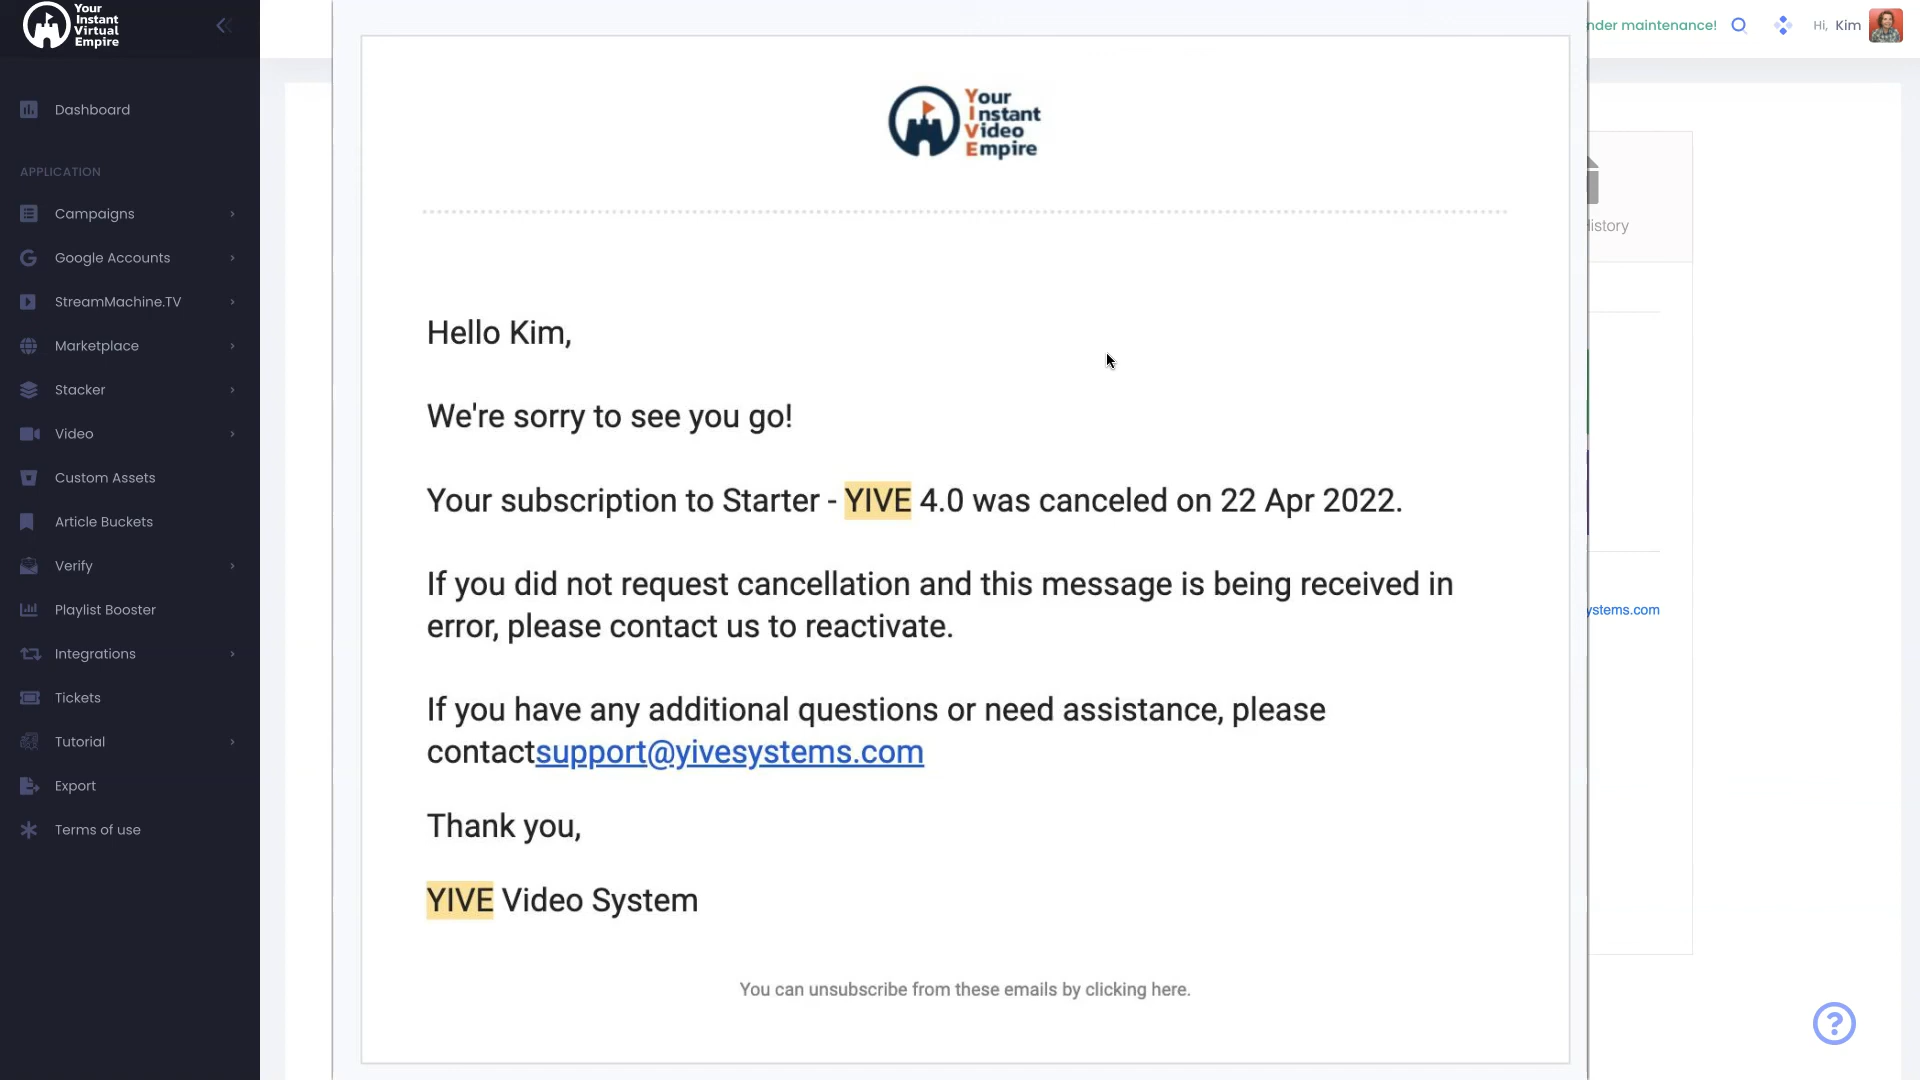 Your
Instant
Virtual
Empire
Dashboard
APPLICATION
Campaigns
Google Accounts
StreamMachine.TV
Marketplace
Stacker
Video
Custom Assets
Article Buckets
Verify
Playlist Booster
Integrations
Tickets
Tutorial
Export
Terms of use
Your
Instant
Video
Empire
Hello Kim,
We're sorry to see you go!
Your subscription to Starter - YIVE 4.0 was canceled on 22 Apr 2022.
If you did not request cancellation and this message is being received in
error, please contact us to reactivate.
If you have any additional questions or need assistance, please
contactsupport@yivesystems.com
Thank you,
YIVE Video System
You can unsubscribe from these emails by clicking here.
nder maintenance!
Hi, Kim
History
ystems.com